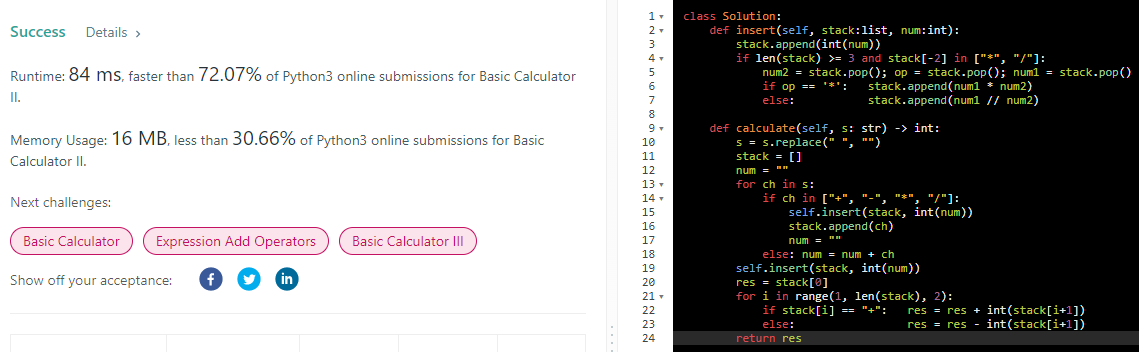 Success Details >
Runtime: 84 ms, faster than 72.07% of Python3 online submissions for Basic Calculator
II.
Memory Usage: 16 MB, less than 30.66% of Python3 online submissions for Basic
Calculator II.
Next challenges:
Basic Calculator Expression Add Operators Basic Calculator III
Show off your acceptance:
1 class Solution:
2     def insert(self, stack:list, num:int):
3         stack.append(int(num))
4         if len(stack) >= 3 and stack[-2] in ["*", "/"]:
5             num2 = stack.pop(); op = stack.pop(); num1 = stack.pop()
6             if op == '*':   stack.append(num1 * num2)
7             else:           stack.append(num1 // num2)
8
9     def calculate(self, s: str) -> int:
10         s = s.replace(" ", "")
11         stack = []
12         num = ""
13         for ch in s:
14             if ch in ["+", "-", "*", "/"]:
15                 self.insert(stack, int(num))
16                 stack.append(ch)
17                 num = ""
18             else: num = num + ch
19         self.insert(stack, int(num))
20         res = stack[0]
21         for i in range(1, len(stack), 2):
22             if stack[i] == "+":   res = res + int(stack[i+1])
23             else:                 res = res - int(stack[i+1])
24         return res